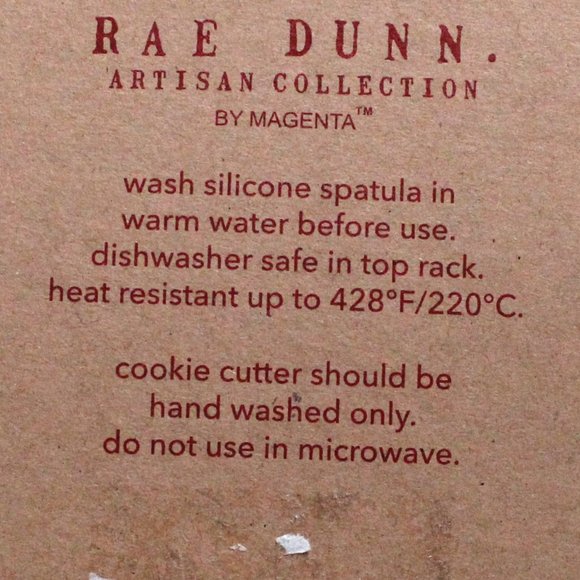 RAE DUNN.
ARTISAN COLLECTION
BY MAGENTA™
wash silicone spatula in
warm water before use.
dishwasher safe in top rack.
heat resistant up to 428°F/220°C.
cookie cutter should be
hand washed only.
do not use in microwave.